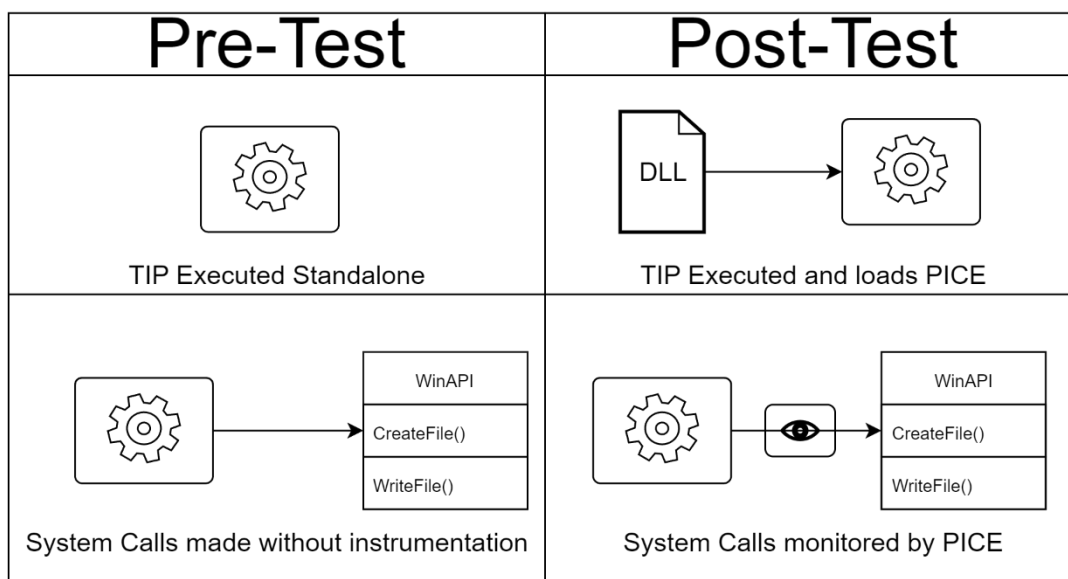 Pre-Test
Post-Test
TIP Executed Standalone
DLL
TIP Executed and loads PICE
WinAPI
CreateFile()
WriteFile()
System Calls made without instrumentation
WinAPI
CreateFile()
WriteFile()
System Calls monitored by PICE